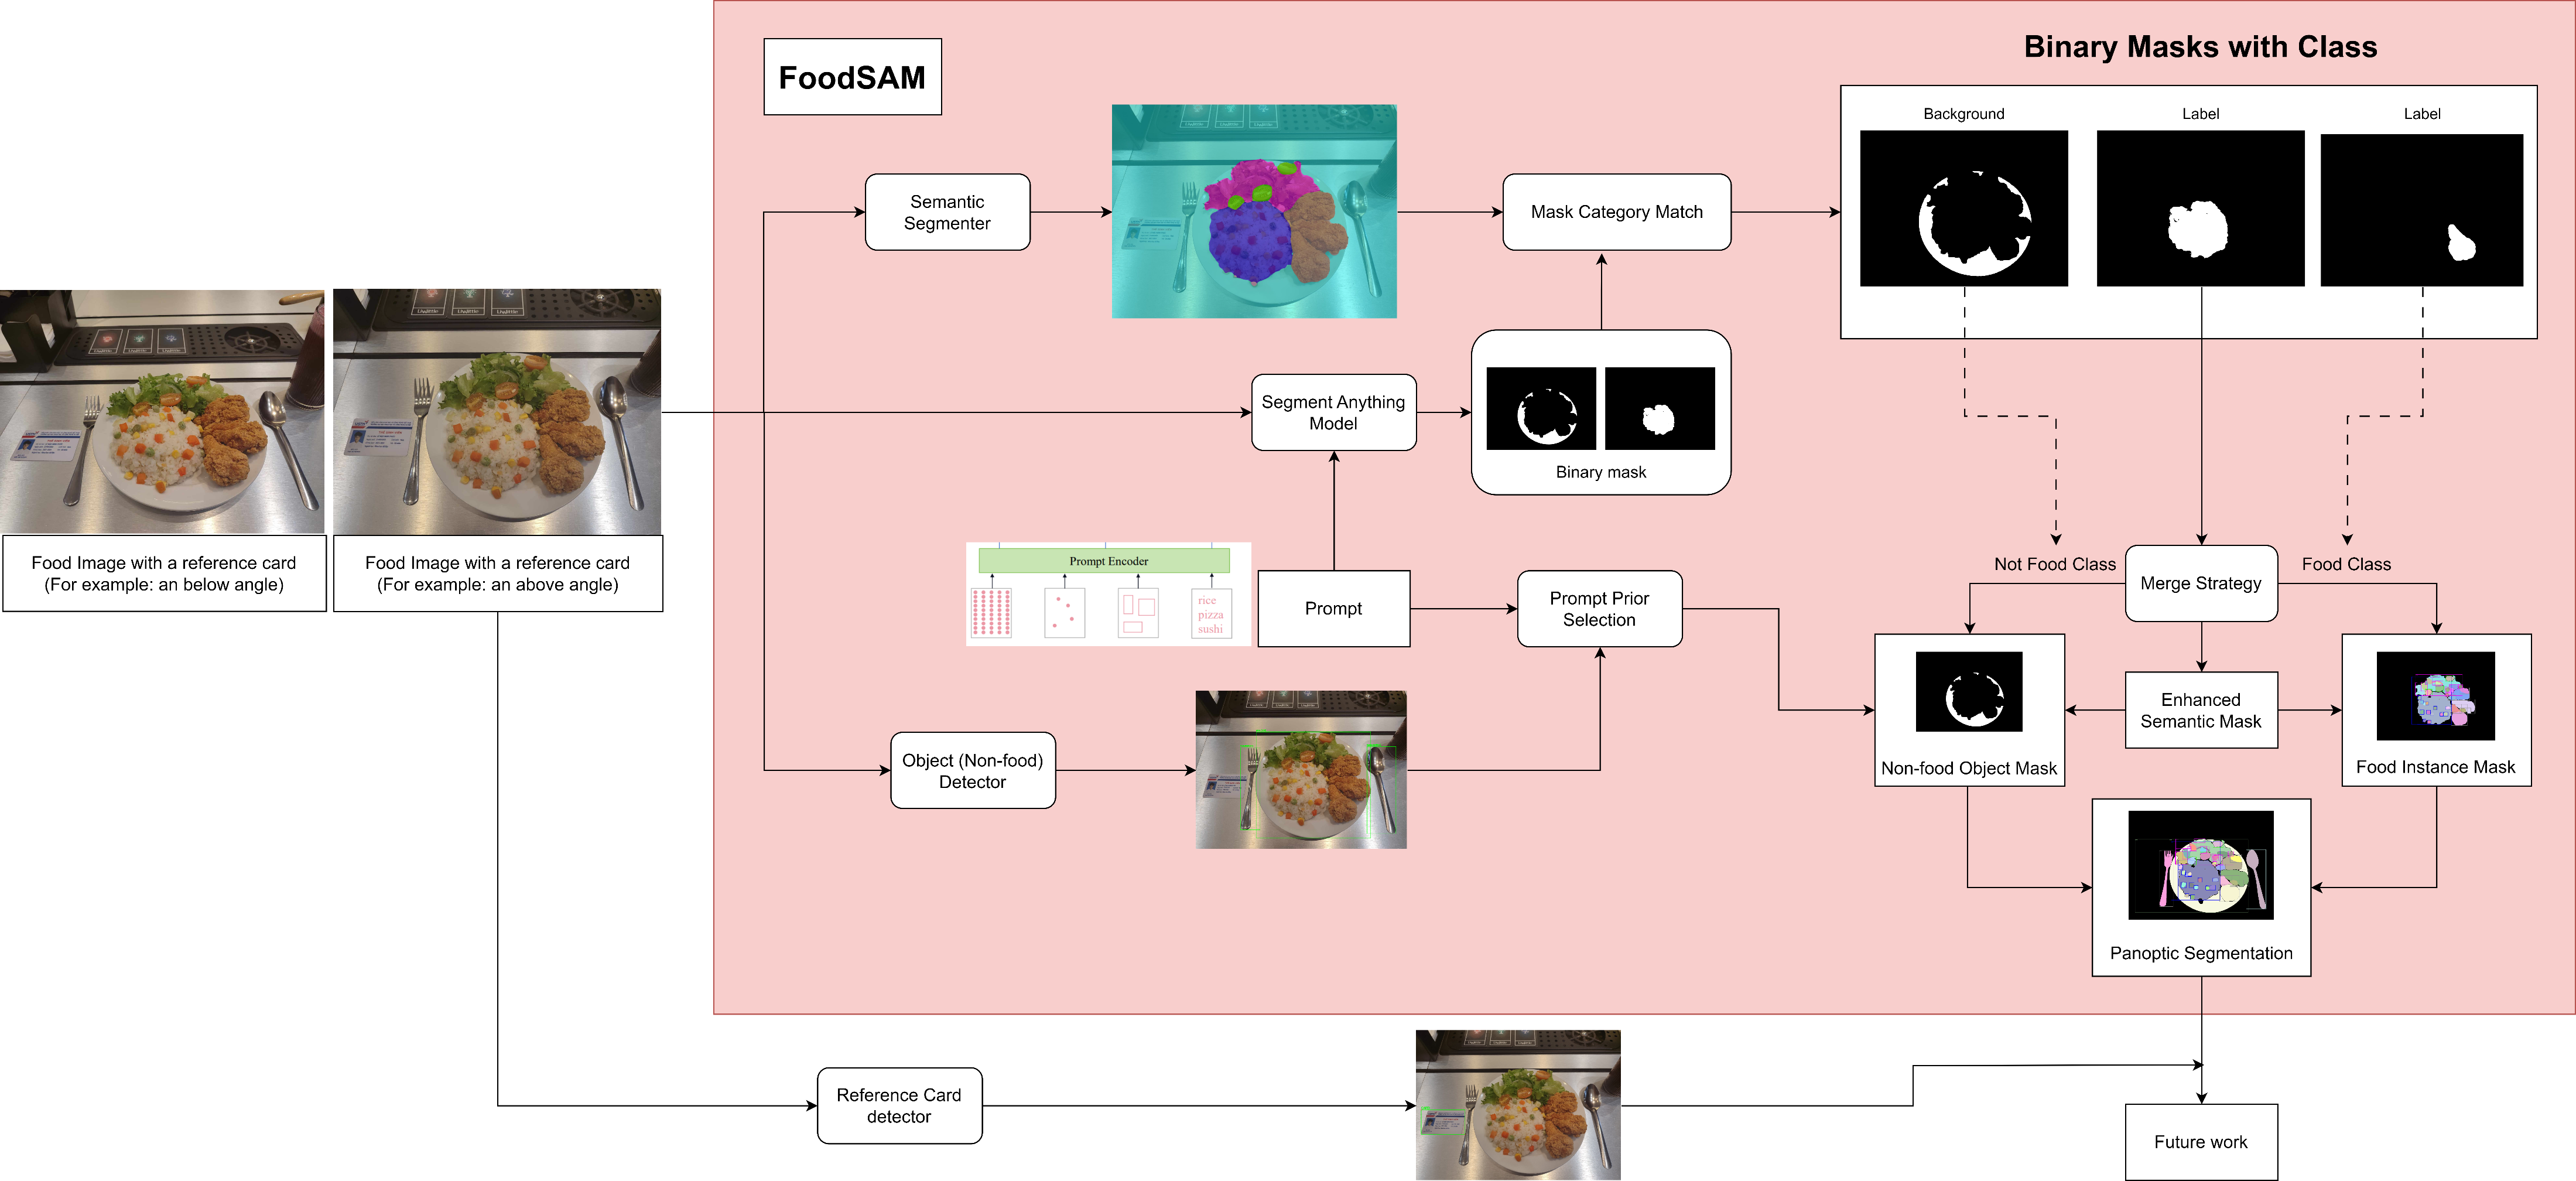 FoodSAM
Binary Masks with Class
Background
Label
Label
Semantic
Segmenter
Mask Category Match
Segment Anything
Model
Binary mask
Food Image with a reference card
(For example: an below angle)
Food Image with a reference card
(For example: an above angle)
Prompt Encoder
rice
pizza
sushi
Prompt
Prompt Prior
Selection
Not Food Class
Merge Strategy
Food Class
Enhanced
Semantic Mask
Object (Non-food)
Detector
Non-food Object Mask
Food Instance Mask
Panoptic Segmentation
Reference Card
detector
Future work